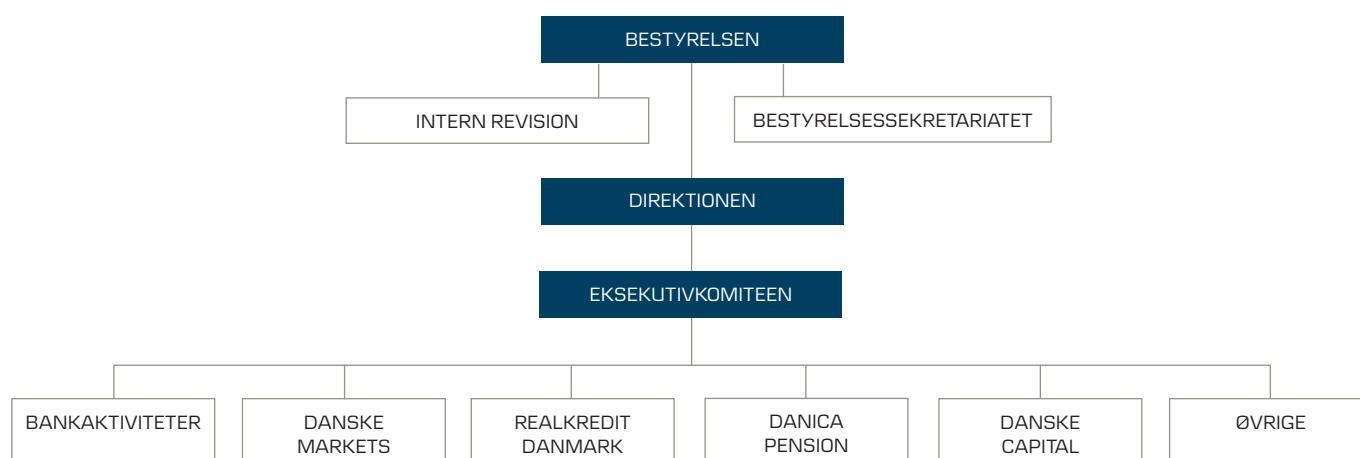 BESTYRELSEN
INTERN REVISION
BESTYRELSESSEKRETARIATET
DIREKTIONEN
EKSEKUTIVKOMITEEN
BANKAKTIVITETER
DANSKE
MARKETS
REALKREDIT
DANMARK
DANICA
PENSION
DANSKE
CAPITAL
ØVRIGE